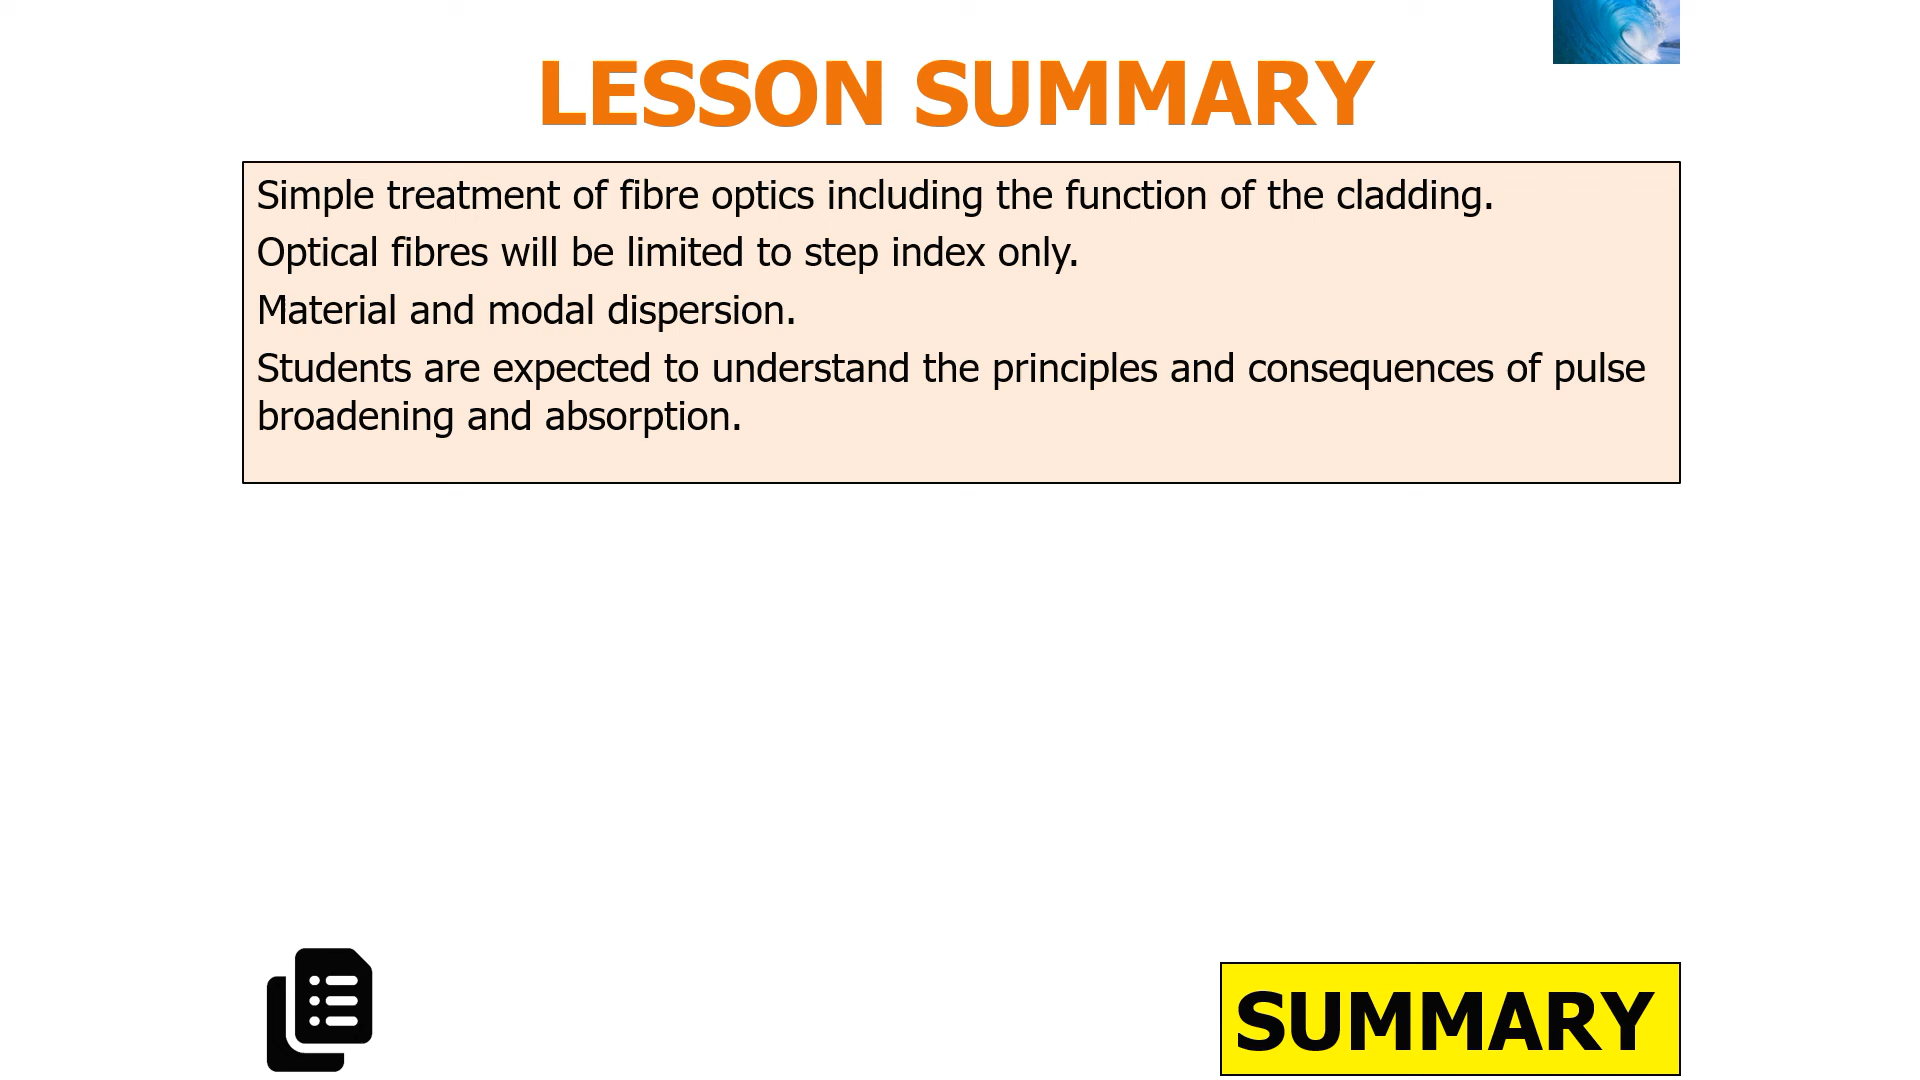 LESSON SUMMARY
Simple treatment of fibre optics including the function of the cladding.
Optical fibres will be limited to step index only.
Material and modal dispersion.
Students are expected to understand the principles and consequences of pulse
broadening and absorption.
SUMMARY